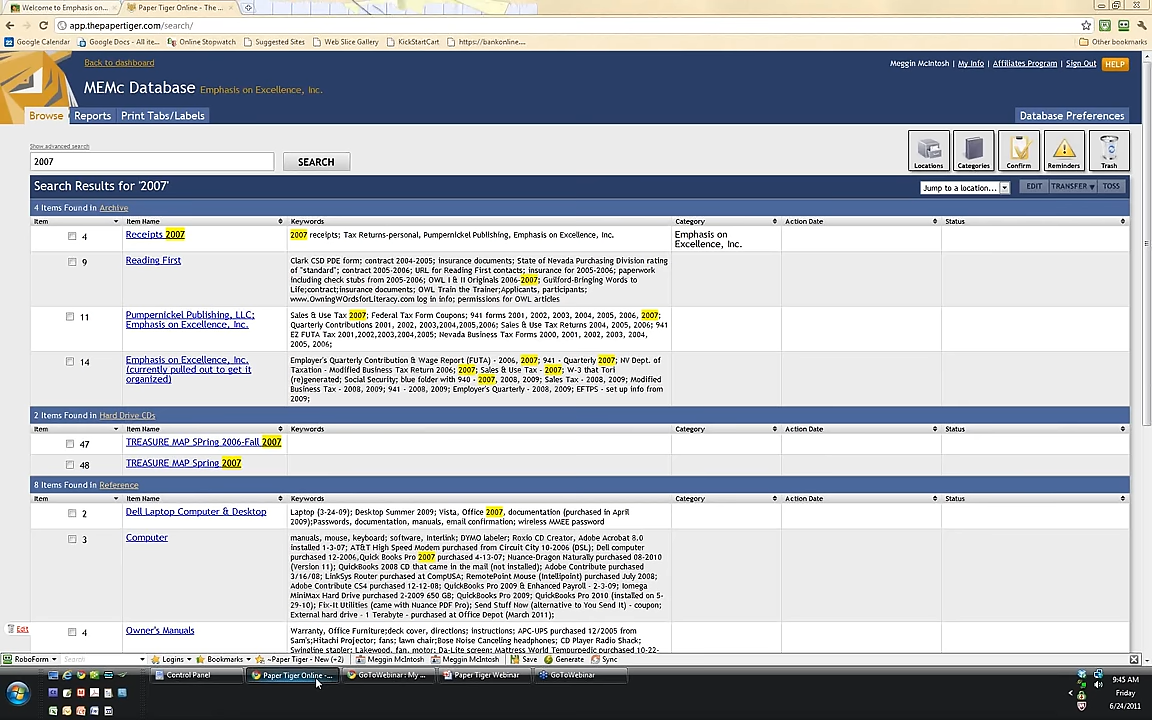 Welcome to Emphasis on...
Paper Tiger Online - The ...
app.thepapertiger.com/search/
Google Calendar
Google Docs - All ite...
Online Stopwatch
Suggested Sites
Web Slice Gallery
KickStartCart
https://bankonline....
Other bookmarks
Back to dashboard
Meggin McIntosh | My Info | Affiliates Program | Sign Out HELP
MEMc Database Emphasis on Excellence, Inc.
Browse Reports Print Tabs/Labels Database Preferences
Show advanced search
2007 SEARCH
Locations Categories Confirm Reminders Trash
Search Results for '2007' Jump to a location... EDIT TRANSFER TOSS
4 Items Found in Archive
Item Item Name Keywords Category Action Date Status
4 Receipts 2007 2007 receipts; Tax Returns-personal, Pumpernickel Publishing, Emphasis on Excellence, Inc. Emphasis on
Excellence, Inc.
9 Reading First Clark CSD PDE form; contract 2004-2005; insurance documents; State of Nevada Purchasing Division rating
of "standard"; contract 2005-2006; URL for Reading First contacts; insurance for 2005-2006; paperwork
including check stubs from 2005-2006; OWL I & II Originals 2006-2007; Guilford-Bringing Words to
Life;contract;insurance documents; OWL Train the Trainer;Applicants, participants;
www.OwningWordsforLiteracy.com log in info; permissions for OWL articles
11 Pumpernickel Publishing, LLC;
Emphasis on Excellence, Inc.
Sales & Use Tax 2007; Federal Tax Form Coupons; 941 forms 2001, 2002, 2003, 2004, 2005, 2006, 2007;
Quarterly Contributions 2001, 2002, 2003,2004,2005,2006; Sales & Use Tax Returns 2004, 2005, 2006; 941
EZ FUTA Tax 2001,2002,2003,2004,2005; Nevada Business Tax Forms 2000, 2001, 2002, 2003, 2004,
2005, 2006;
14 Emphasis on Excellence, Inc.
(currently pulled out to get it
organized)
Employer's Quarterly Contribution & Wage Report (FUTA) - 2006, 2007; 941 - Quarterly 2007; NV Dept. of
Taxation - Modified Business Tax Return 2006; 2007; Sales & Use Tax - 2007; W-3 that Tori
(re)generated; Social Security; blue folder with 940 - 2007, 2008, 2009; Sales Tax - 2008, 2009; Modified
Business Tax - 2008, 2009; 941 - 2008, 2009; Employer's Quarterly - 2008, 2009; EFTPS - set up info from
2009;
2 Items Found in Hard Drive CDs
Item Item Name Keywords Category Action Date Status
47 TREASURE MAP SPring 2006-Fall 2007
48 TREASURE MAP Spring 2007
8 Items Found in Reference
Item Item Name Keywords Category Action Date Status
2 Dell Laptop Computer & Desktop Laptop (3-24-09); Desktop Summer 2009; Vista, Office 2007, documentation (purchased in April
2009);Passwords, documentation, manuals, email confirmation; wireless MMEE password
3 Computer manuals, mouse, keyboard; software, Interlink; DYMO labeler; Roxio CD Creator, Adobe Acrobat 8.0
installed 1-3-07; AT&T High Speed Modem purchased from Circuit City 10-2006 (DSL); Dell computer
purchased 12-2006,Quick Books Pro 2007 purchased 4-13-07; Nuance-Dragon Naturally purchased 08-2010
(Version 11); QuickBooks 2008 CD that came in the mail (not installed); Adobe Contribute purchased
3/16/08; LinkSys Router purchased at CompUSA; RemotePoint Mouse (Intellipoint) purchased July 2008;
Adobe Contribute CS4 purchased 12-12-08; QuickBooks Pro 2009 & Enhanced Payroll - 2-3-09; Iomega
MiniMax Hard Drive purchased 2-2009 650 GB; QuickBooks Pro 2009; QuickBooks Pro 2010 (installed on 5-
29-10); Fix-It Utilities (came with Nuance PDF Pro); Send Stuff Now (alternative to You Send It) - coupon;
External hard drive - 1 Terabyte - purchased at Office Depot (March 2011);
Edit
4 Owner's Manuals Warranty, Office Furniture;deck cover, directions; instructions; APC-UPS purchased 12/2005 from
Sam's;Hitachi Projector; fans; lawn chair;Bose Noise Canceling headphones; CD Player Radio Shack;
Swingline stapler; Lakewood, fan, motor; Da-Lite screen; Mattress World Tempurpedic purchased 10-22-
RoboForm Search Logins Bookmarks ~Paper Tiger - New (+2) Meggin McIntosh Meggin McIntosh Save Generate Sync
Control Panel Paper Tiger Online -... GoToWebinar : My ... Paper Tiger Webinar GoToWebinar
9:45 AM
Friday
6/24/2011